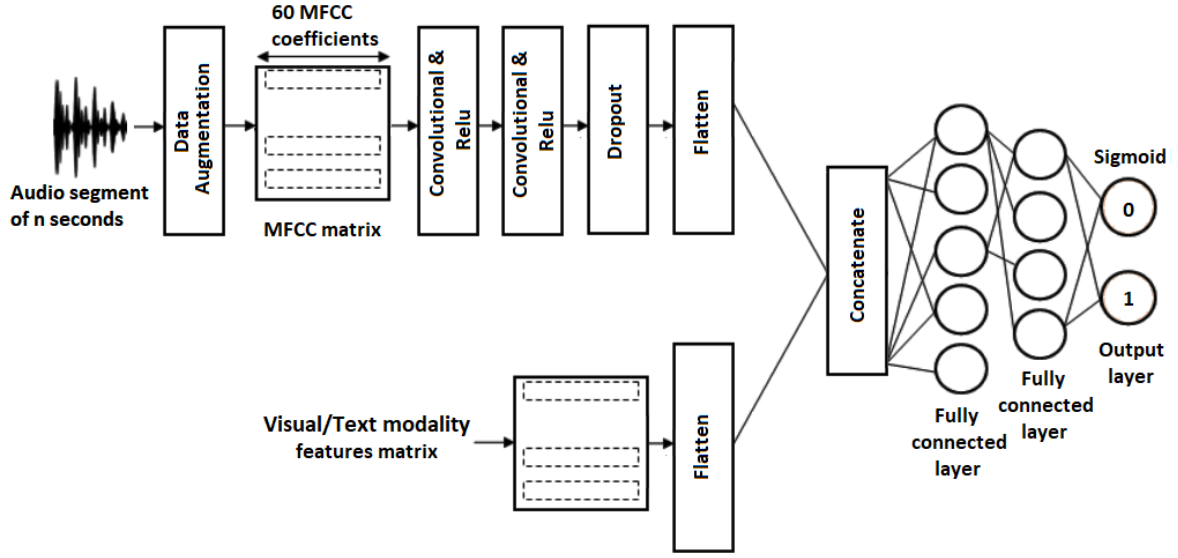 60 MFCC
coefficients
Audio segment
of n seconds
Data
Augmentation
MFCC matrix
Convolutional &
Relu
Convolutional &
Relu
Dropout
Flatten
Visual/Text modality
features matrix
Flatten
Concatenate
Fully
connected
layer
Fully
connected
layer
Sigmoid
0
1
Output
layer